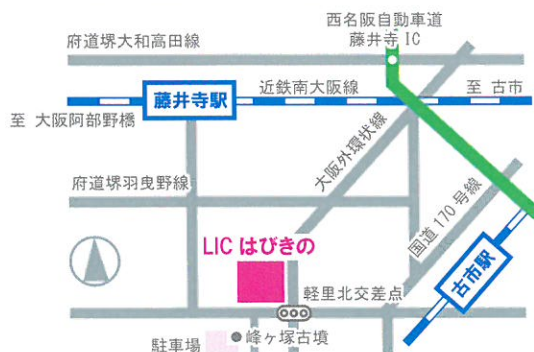 西名阪自動車道
藤井寺 IC
府道堺大和高田線
藤井寺駅
近鉄南大阪線
至 古市
至 大阪阿部野橋
大阪外環状線
府道堺羽曳野線
国道170号線
LIC はびきの
古市駅
軽里北交差点
峰ヶ塚古墳
駐車場